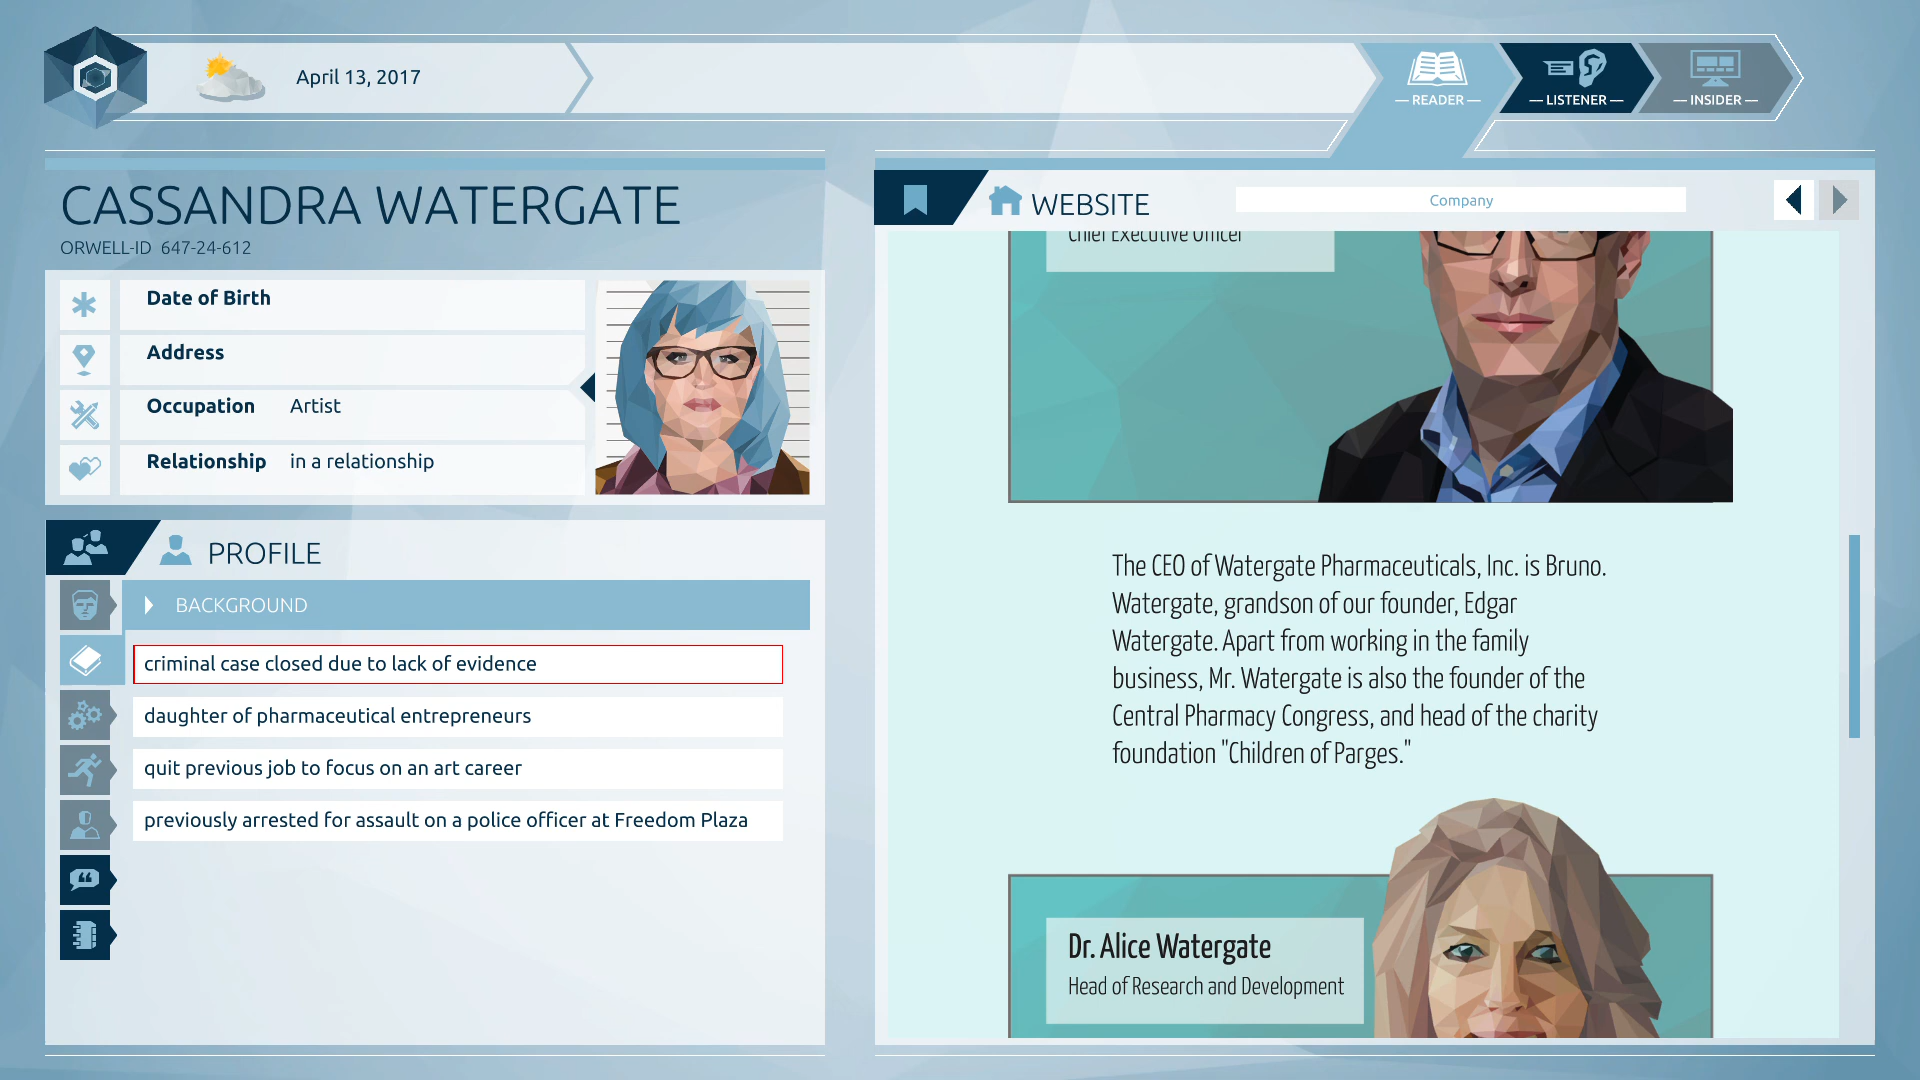 April 13, 2017
READER
LISTENER
INSIDER
CASSANDRA WATERGATE
ORWELL-ID 647-24-612
Date of Birth
Address
Occupation Artist
Relationship in a relationship
PROFILE
BACKGROUND
criminal case closed due to lack of evidence
daughter of pharmaceutical entrepreneurs
quit previous job to focus on an art career
previously arrested for assault on a police officer at Freedom Plaza
WEBSITE
Company
Chief Executive Officer
The CEO of Watergate Pharmaceuticals, Inc. is Bruno.
Watergate, grandson of our founder, Edgar
Watergate. Apart from working in the family
business, Mr. Watergate is also the founder of the
Central Pharmacy Congress, and head of the charity
foundation "Children of Parges."
Dr. Alice Watergate
Head of Research and Development